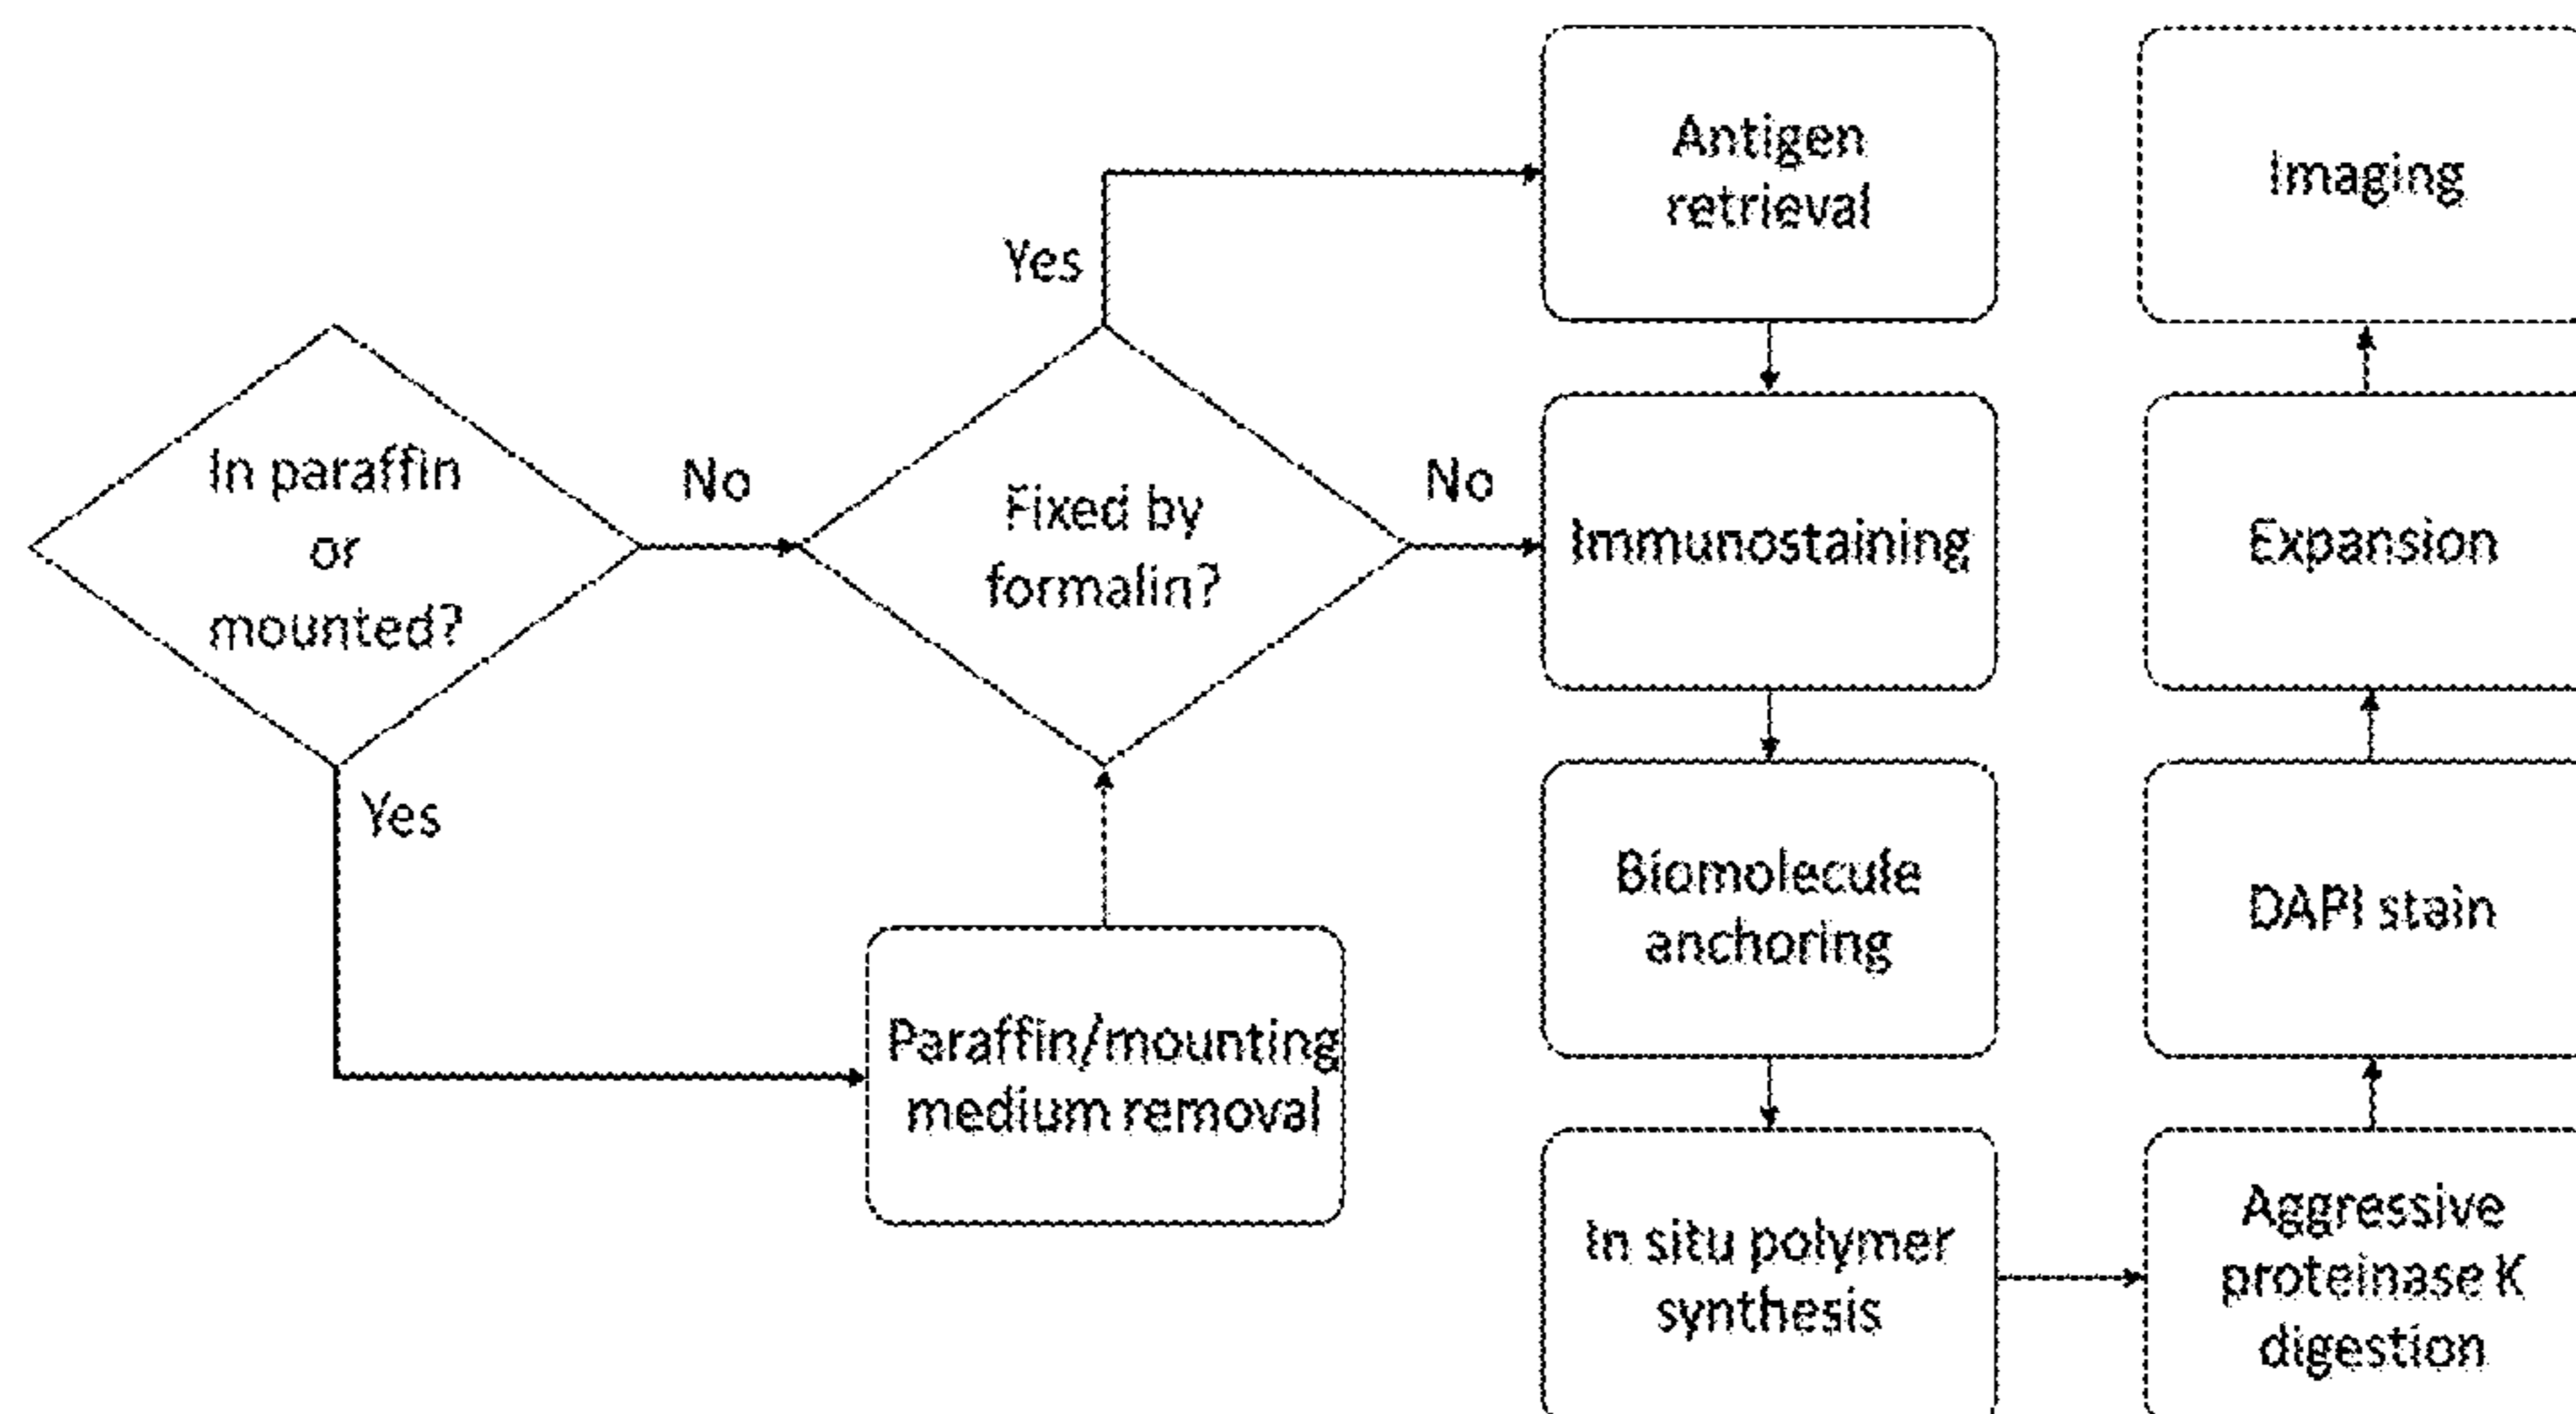 In paraffin
or
mounted?
No
Yes
Paraffin/mounting
medium removal
Fixed by
formalin?
Yes
No
Antigen
retrieval
Immunostaining
Biomolecule
anchoring
In situ polymer
synthesis
Aggressive
proteinase K
digestion
DAPI stain
Expansion
Imaging